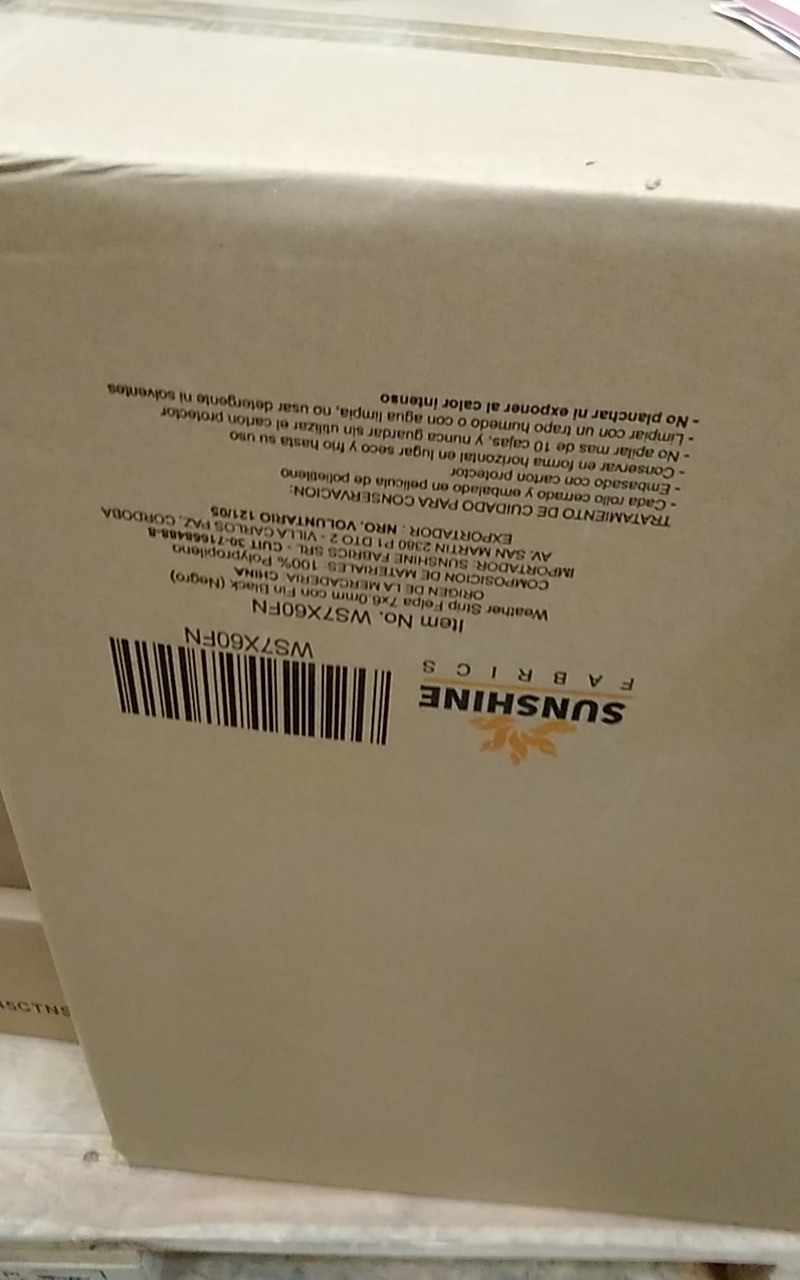 SUNSHINE
FABRICS
WS7X60FN
Item No. WS7X60FN
Weather Strip Felpa 7x6.0mm con Fin Black (Negro)
ORIGEN DE LA MERCADERIA: CHINA
COMPOSICION DE MATERIALES: 100% Polypropileno
IMPORTADOR: SUNSHINE FABRICS SRL - CUIT 30-71668488-8
AV. SAN MARTIN 2380 P1 DTO 2 - VILLA CARLOS PAZ, CORDOBA
EXPORTADOR: NRO. VOLUNTARIO 121/05
TRATAMIENTO DE CUIDADO PARA CONSERVACION:
- Cada rollo cerrado y embalado en pelicula de polietileno
- Embasado con carton protector
- Conservar en forma horizontal en lugar seco y frio hasta su uso
- No apilar mas de 10 cajas, y nunca guardar sin utilizar el carton protector
- Limpiar con un trapo humedo o con agua limpia, no usar detergente ni solventes
- No planchar ni exponer al calor intenso
5CTNS